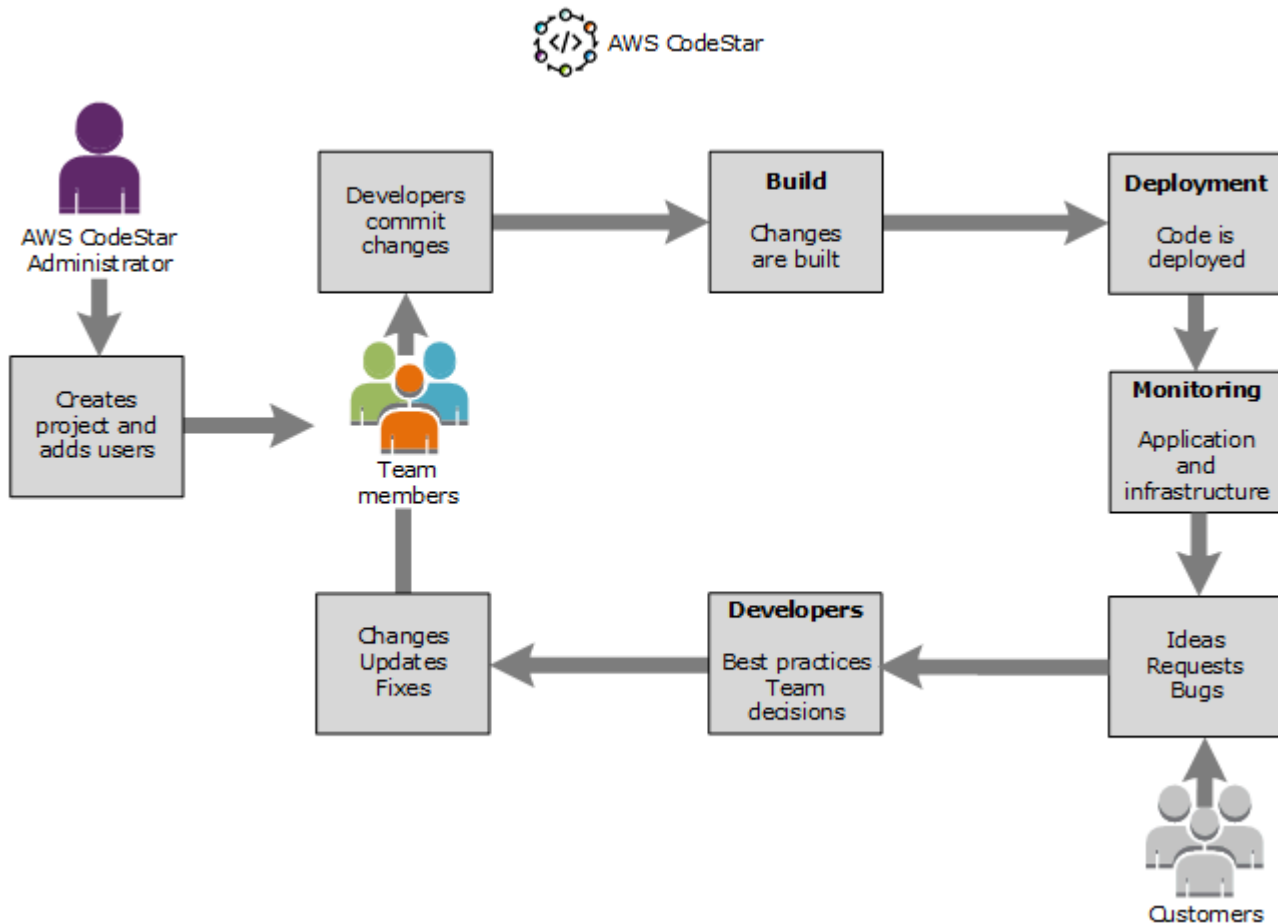 </>
AWS CodeStar
AWS CodeStar
Administrator
Creates
project and
adds users
Team
members
Developers
commit
changes
Build
Changes
are built
Deployment
Code is
deployed
Monitoring
Application
and
infrastructure
Ideas
Requests
Bugs
Customers
Developers
Best practices
Team
decisions
Changes
Updates
Fixes